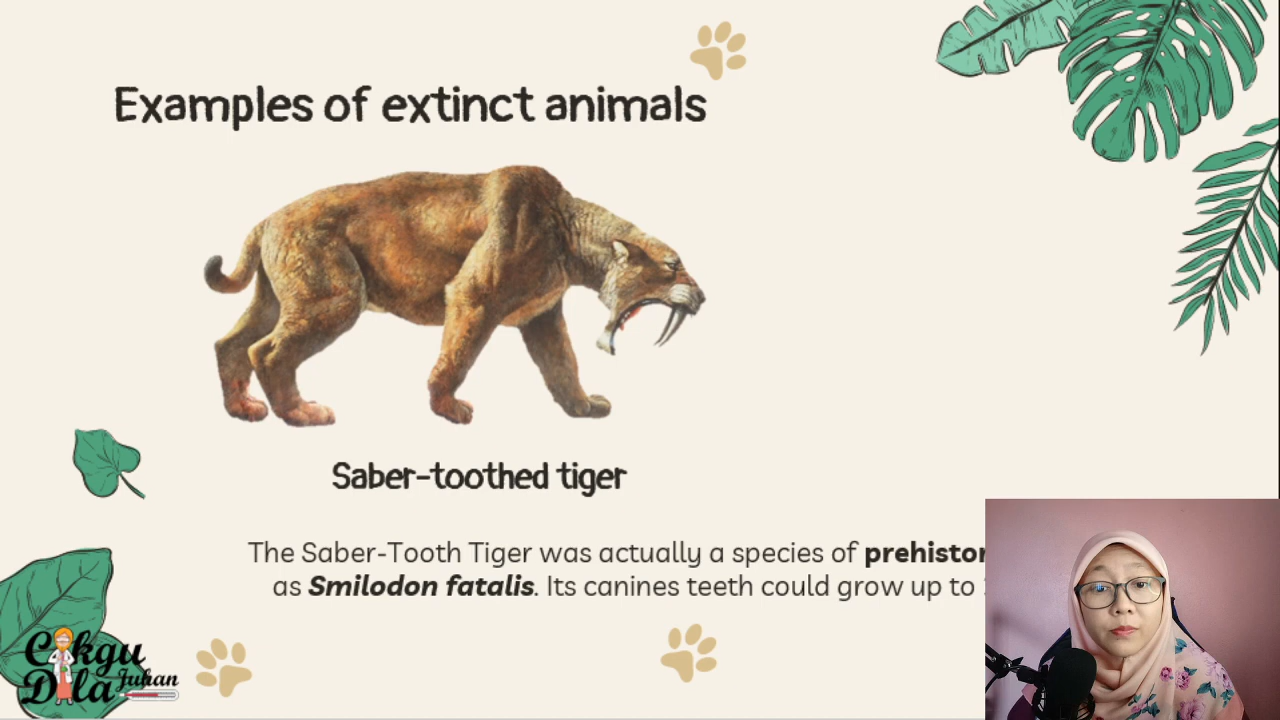 Examples of extinct animals
Saber-toothed tiger
The Saber-Tooth Tiger was actually a species of
as Smilodon fatalis. Its canines teeth could grow up to
Cikgu
Dila Juhan